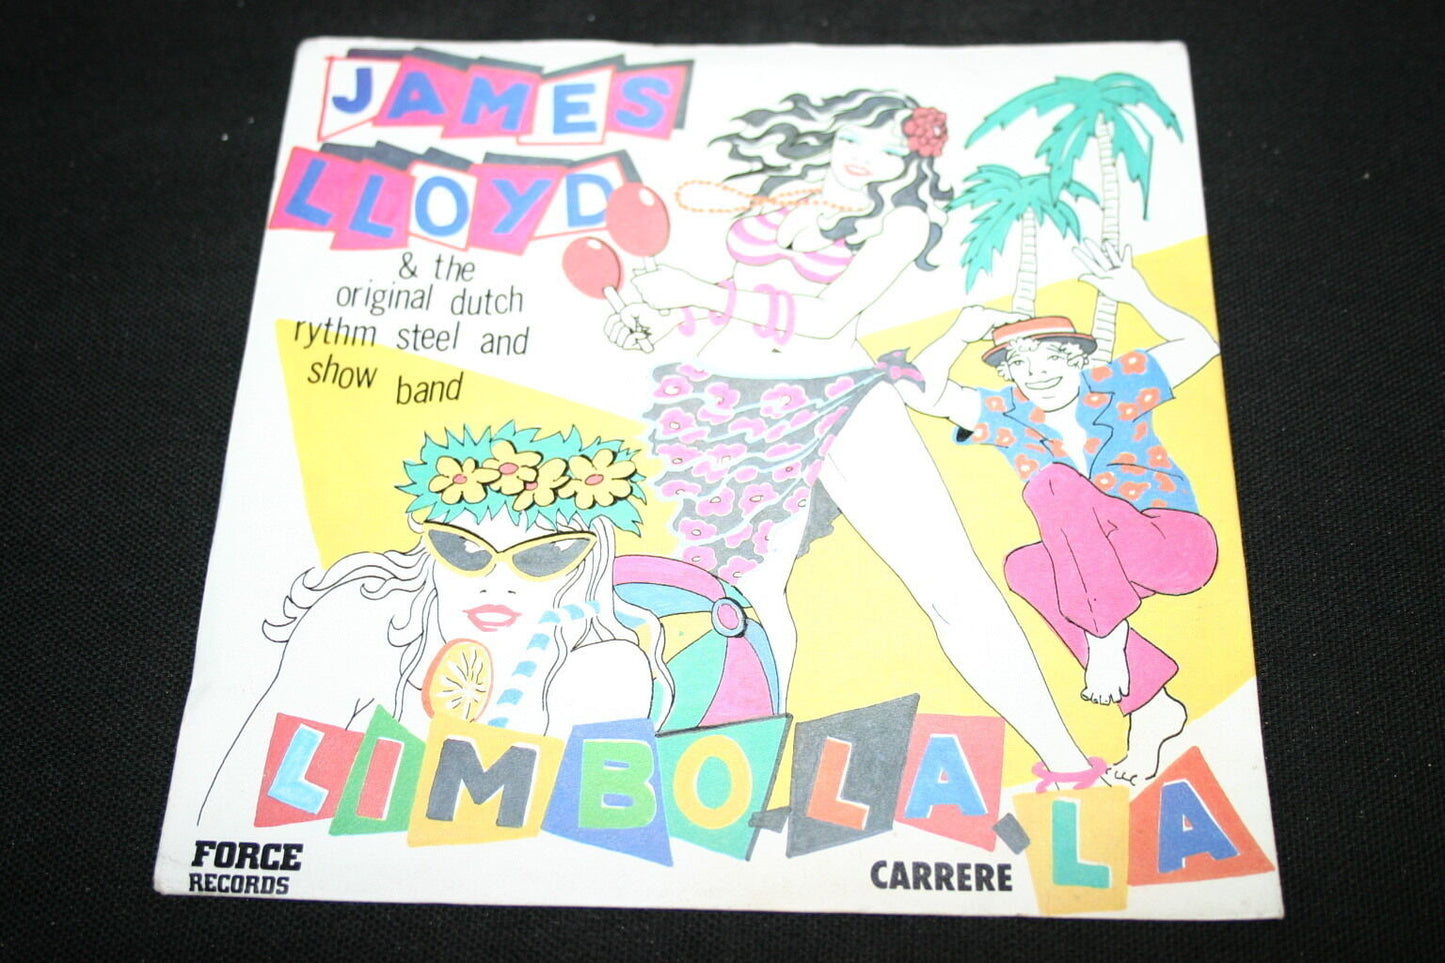 JAMES
LLOYD
& the
original dutch
rythm steel and
show band
LIMBO-LA-LA
FORCE
RECORDS
CARRERE